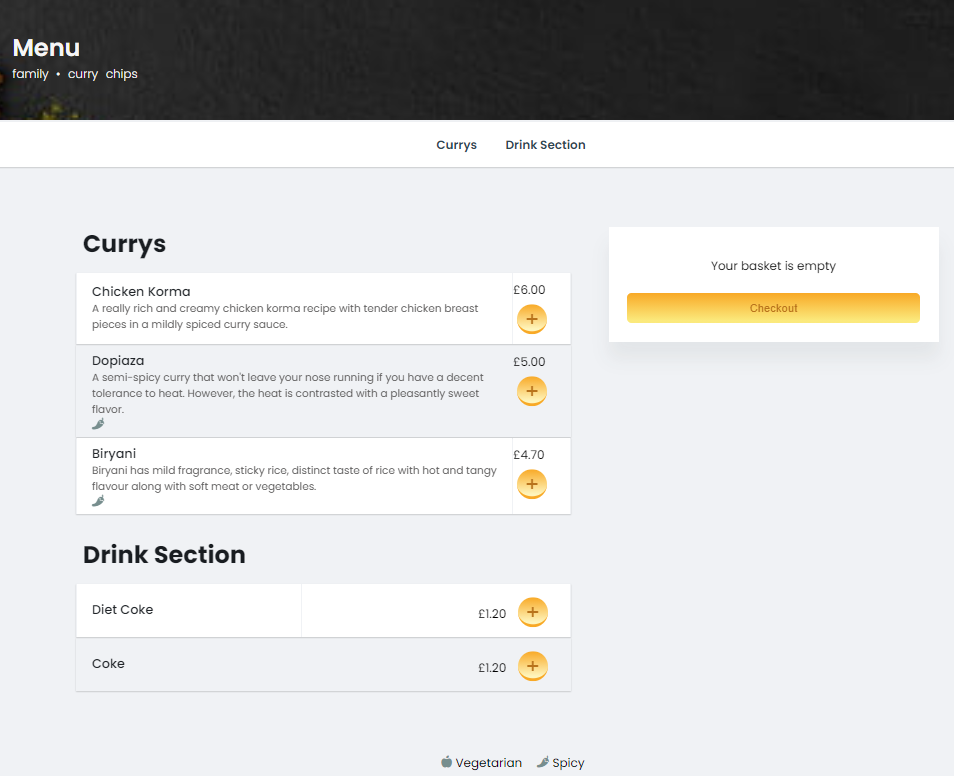 Menu
family • curry chips
Currys Drink Section
Currys
Chicken Korma
A really rich and creamy chicken korma recipe with tender chicken breast
pieces in a mildly spiced curry sauce.
£6.00
+
Dopiaza
A semi-spicy curry that won't leave your nose running if you have a decent
tolerance to heat. However, the heat is contrasted with a pleasantly sweet
flavor.
£5.00
+
Biryani
Biryani has mild fragrance, sticky rice, distinct taste of rice with hot and tangy
flavour along with soft meat or vegetables.
£4.70
+
Drink Section
Diet Coke £1.20 +
Coke £1.20 +
Your basket is empty
Checkout
Vegetarian Spicy